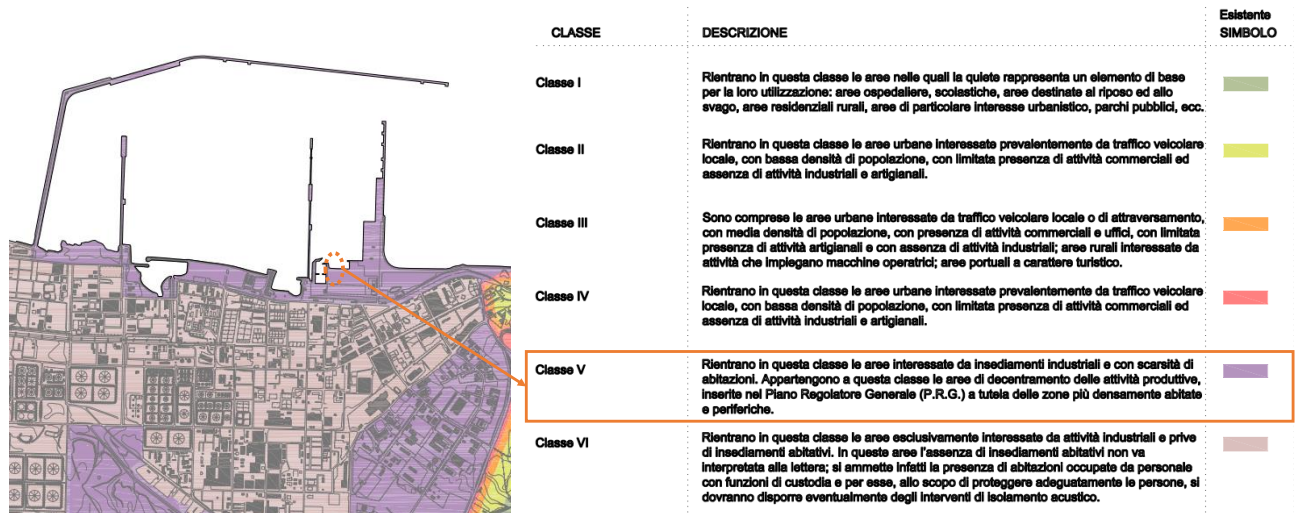 Esistente
CLASSE DESCRIZIONE SIMBOLO
Classe I
Rientrano in questa classe le aree nelle quali la quiete rappresenta un elemento di base
per la loro utilizzazione: aree ospedaliere, scolastiche, aree destinate al riposo ed allo
svago, aree residenziali rurali, aree di particolare interesse urbanistico, parchi pubblici, ecc.
Classe II
Rientrano in questa classe le aree urbane interessate prevalentemente da traffico veicolare
locale, con bassa densità di popolazione, con limitata presenza di attività commerciali ed
assenza di attività industriali e artigianali.
Classe III
Sono comprese le aree urbane interessate da traffico veicolare locale o di attraversamento,
con media densità di popolazione, con presenza di attività commerciali e uffici, con limitata
presenza di attività artigianali e con assenza di attività industriali; aree rurali interessate da
attività che impiegano macchine operatrici; aree portuali a carattere turistico.
Classe IV
Rientrano in questa classe le aree urbane interessate prevalentemente da traffico veicolare
locale, con bassa densità di popolazione, con limitata presenza di attività commerciali ed
assenza di attività industriali e artigianali.
Classe V
Rientrano in questa classe le aree interessate da insediamenti industriali e con scarsità di
abitazioni. Appartengono a questa classe le aree di decentramento delle attività produttive,
inserite nel Piano Regolatore Generale (P.R.G.) a tutela delle zone più densamente abitate
e periferiche.
Classe VI
Rientrano in questa classe le aree esclusivamente interessate da attività industriali e prive
di insediamenti abitativi. In queste aree l'assenza di insediamenti abitativi non va
interpretata alla lettera; si ammette infatti la presenza di abitazioni occupate da personale
con funzioni di custodia e per esse, allo scopo di proteggere adeguatamente le persone, si
dovranno disporre eventualmente degli interventi di isolamento acustico.